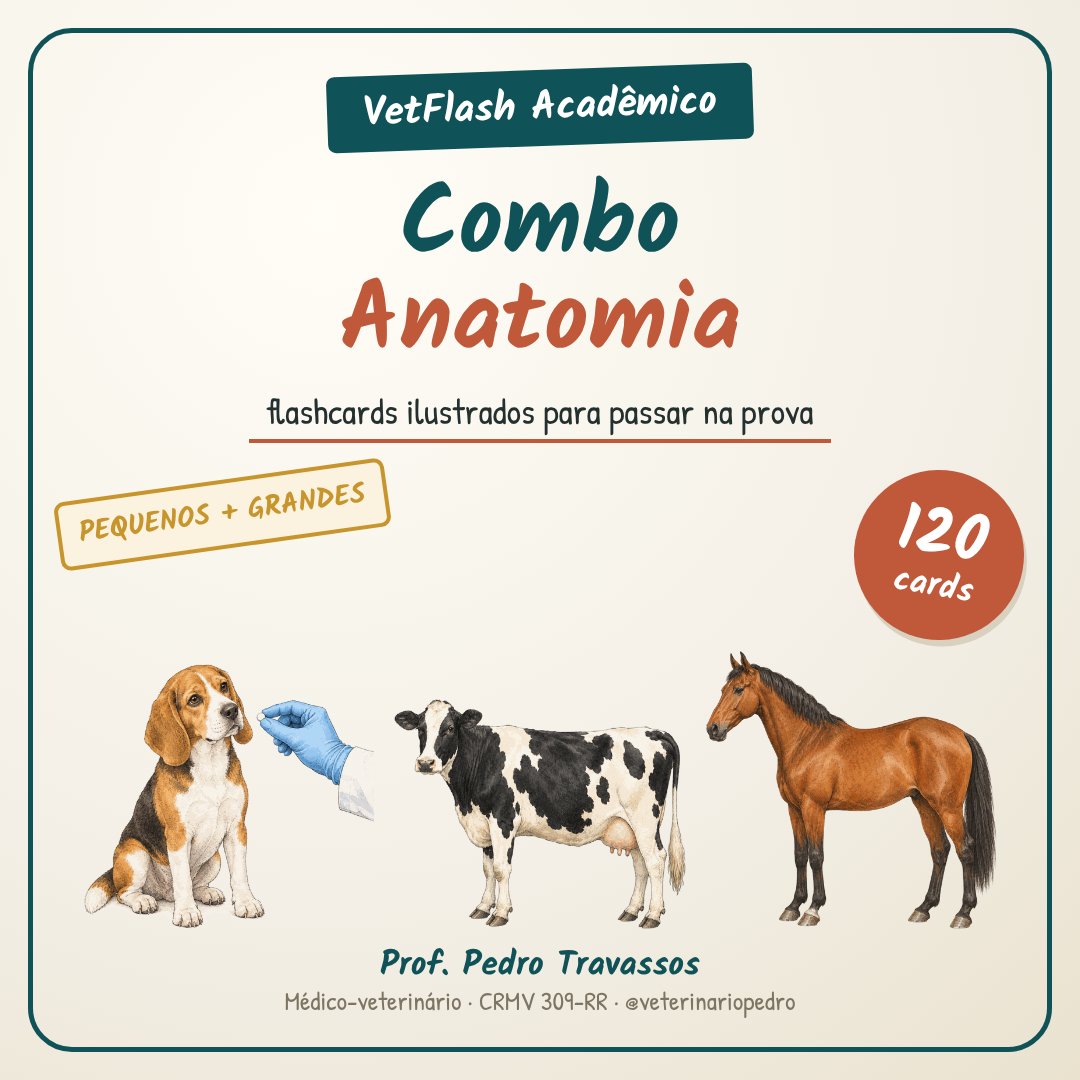 VetFlash Acadêmico
Combo
Anatomia
flashcards ilustrados para passar na prova
PEQUENOS + GRANDES
120
cards
Prof. Pedro Travassos
Médico-veterinário · CRMV 309-RR · @veterinariopedro